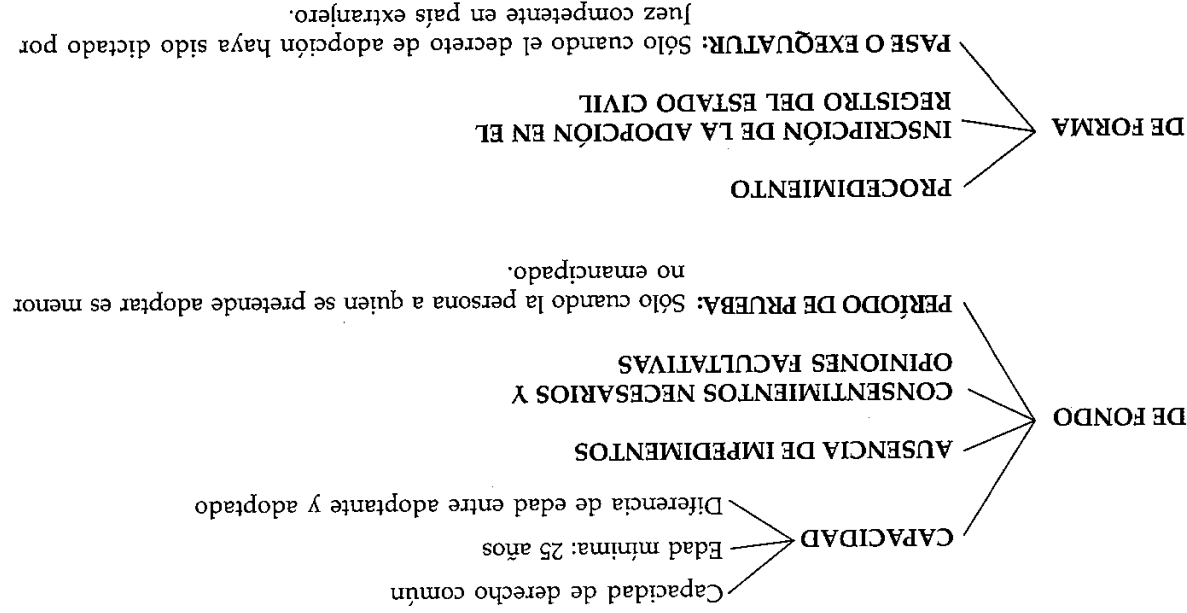 Capacidad de derecho común
CAPACIDAD
Edad mínima: 25 años
Diferencia de edad entre adoptante y adoptado
DE FONDO
AUSENCIA DE IMPEDIMENTOS
CONSENTIMIENTOS NECESARIOS Y
OPINIONES FACULTATIVAS
PERÍODO DE PRUEBA: Sólo cuando la persona a quien se pretende adoptar es menor
no emancipado.
DE FORMA
PROCEDIMIENTO
INSCRIPCIÓN DE LA ADOPCIÓN EN EL
REGISTRO DEL ESTADO CIVIL
PASE O EXEQUATUR: Sólo cuando el decreto de adopción haya sido dictado por
Juez competente en país extranjero.